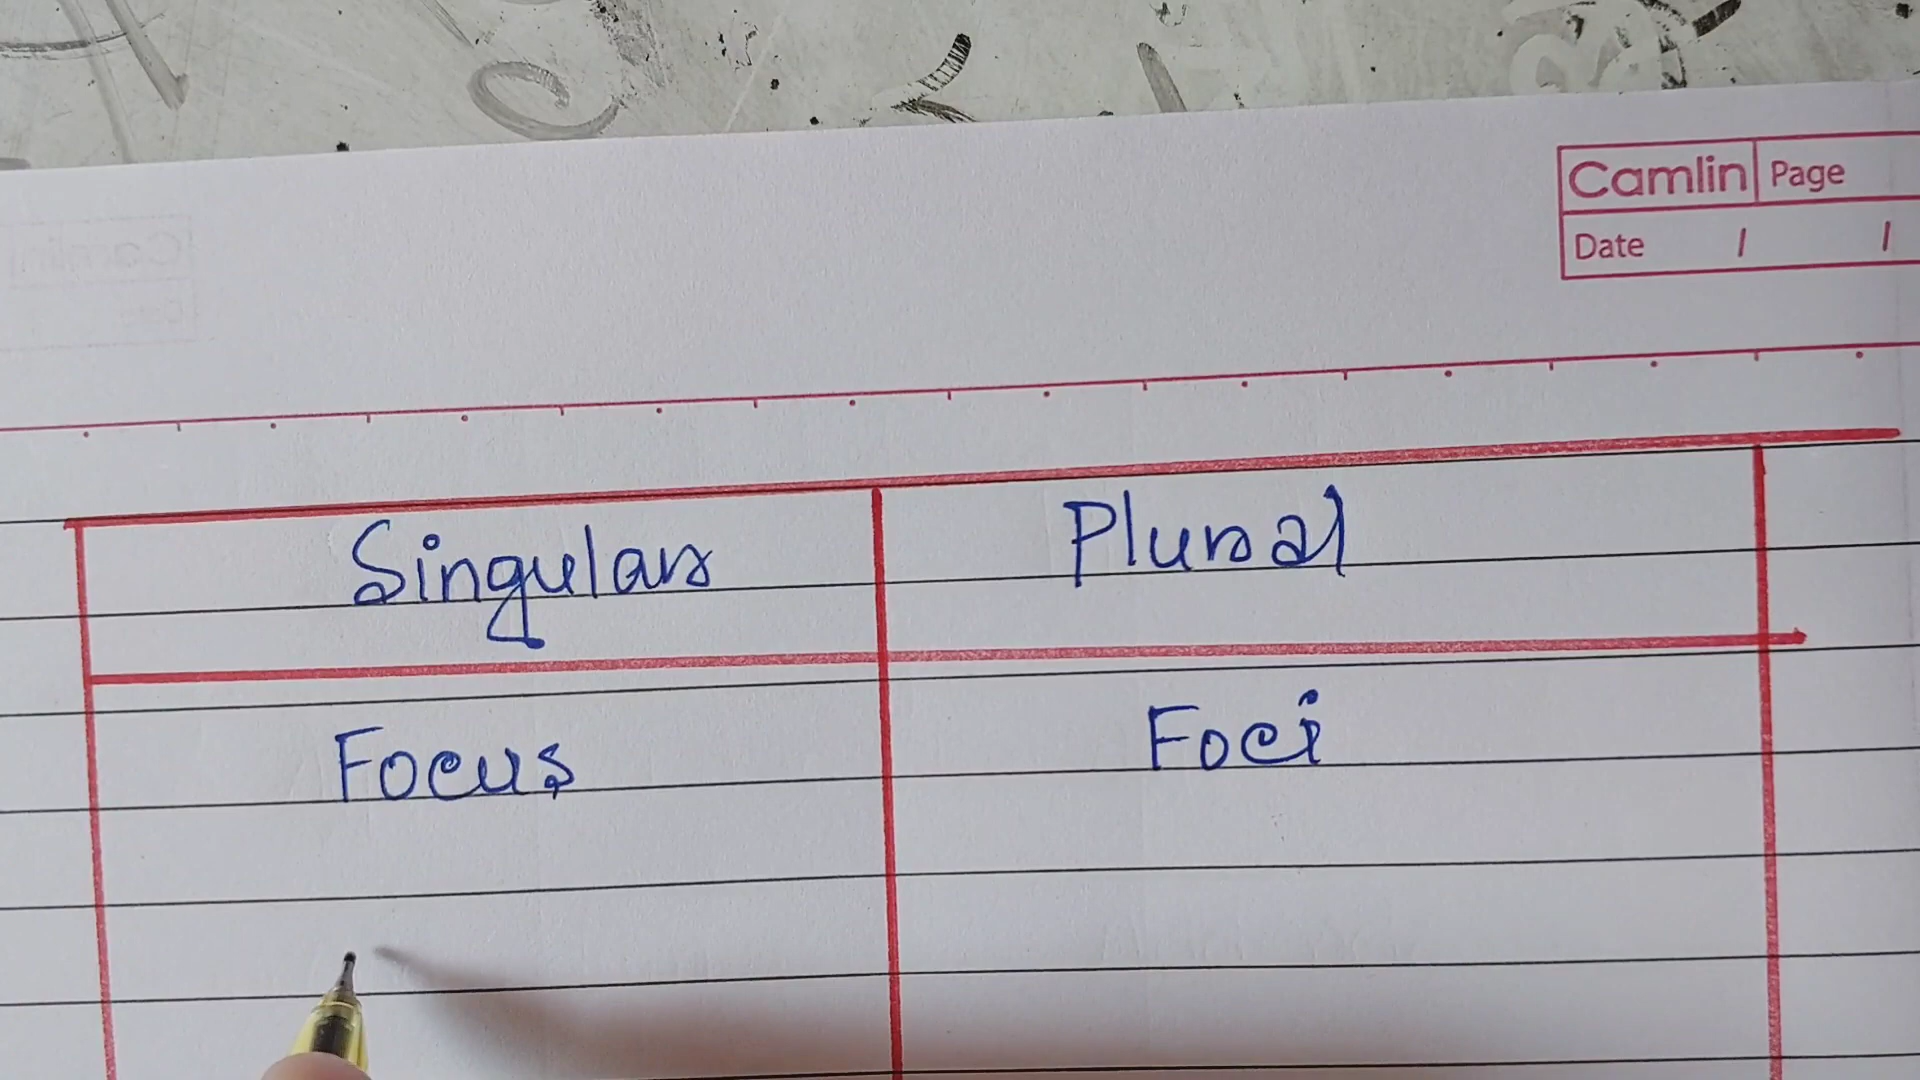 Camlin Page
Date / /
Singular Plural
Focus Foci